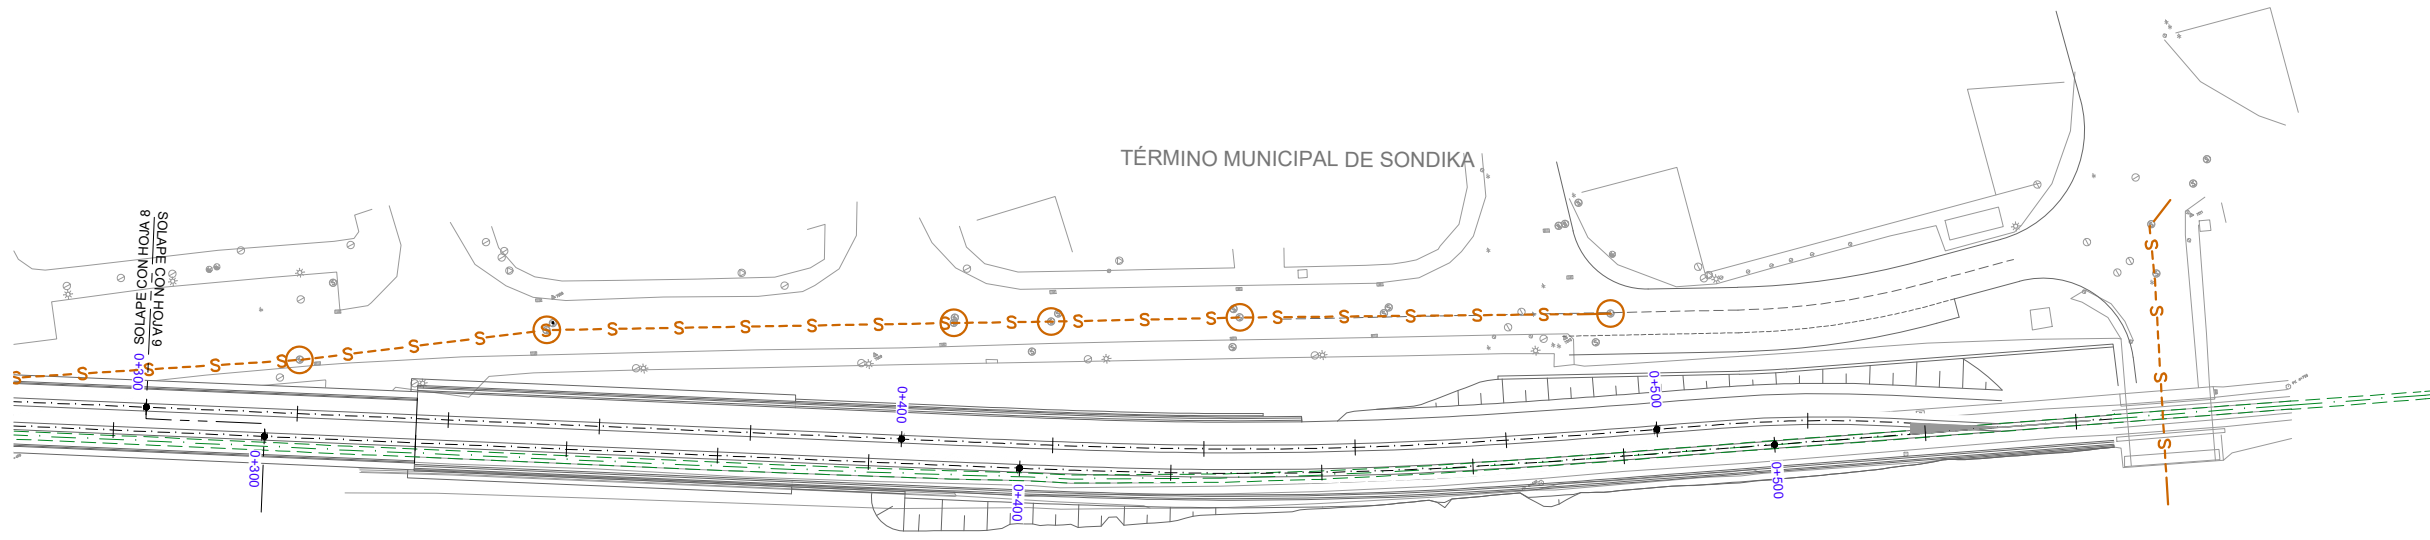 TÉRMINO MUNICIPAL DE SONDIKA
SOLAPE CON HOJA 8
SOLAPE CON HOJA 9
0+300
0+400
0+500
0+300
0+400
0+500
S S S S S S S S S S S S S S S S S S S S S S S S
S
S
S